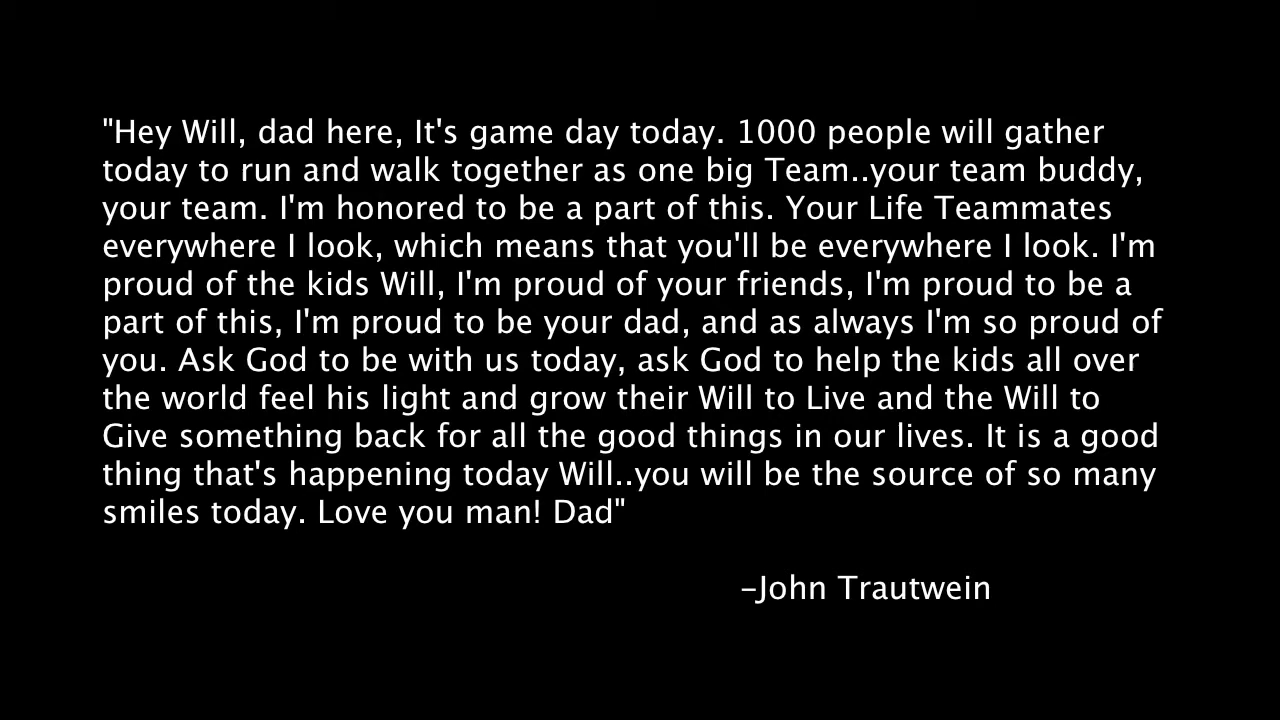 "Hey Will, dad here, It's game day today. 1000 people will gather
today to run and walk together as one big Team..your team buddy,
your team. I'm honored to be a part of this. Your Life Teammates
everywhere I look, which means that you'll be everywhere I look. I'm
proud of the kids Will, I'm proud of your friends, I'm proud to be a
part of this, I'm proud to be your dad, and as always I'm so proud of
you. Ask God to be with us today, ask God to help the kids all over
the world feel his light and grow their Will to Live and the Will to
Give something back for all the good things in our lives. It is a good
thing that's happening today Will..you will be the source of so many
smiles today. Love you man! Dad"
–John Trautwein